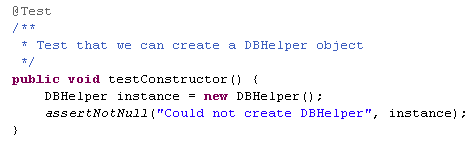 @Test
/**
 * Test that we can create a DBHelper object
 */
public void testConstructor() {
    DBHelper instance = new DBHelper();
    assertNotNull("Could not create DBHelper", instance);
}